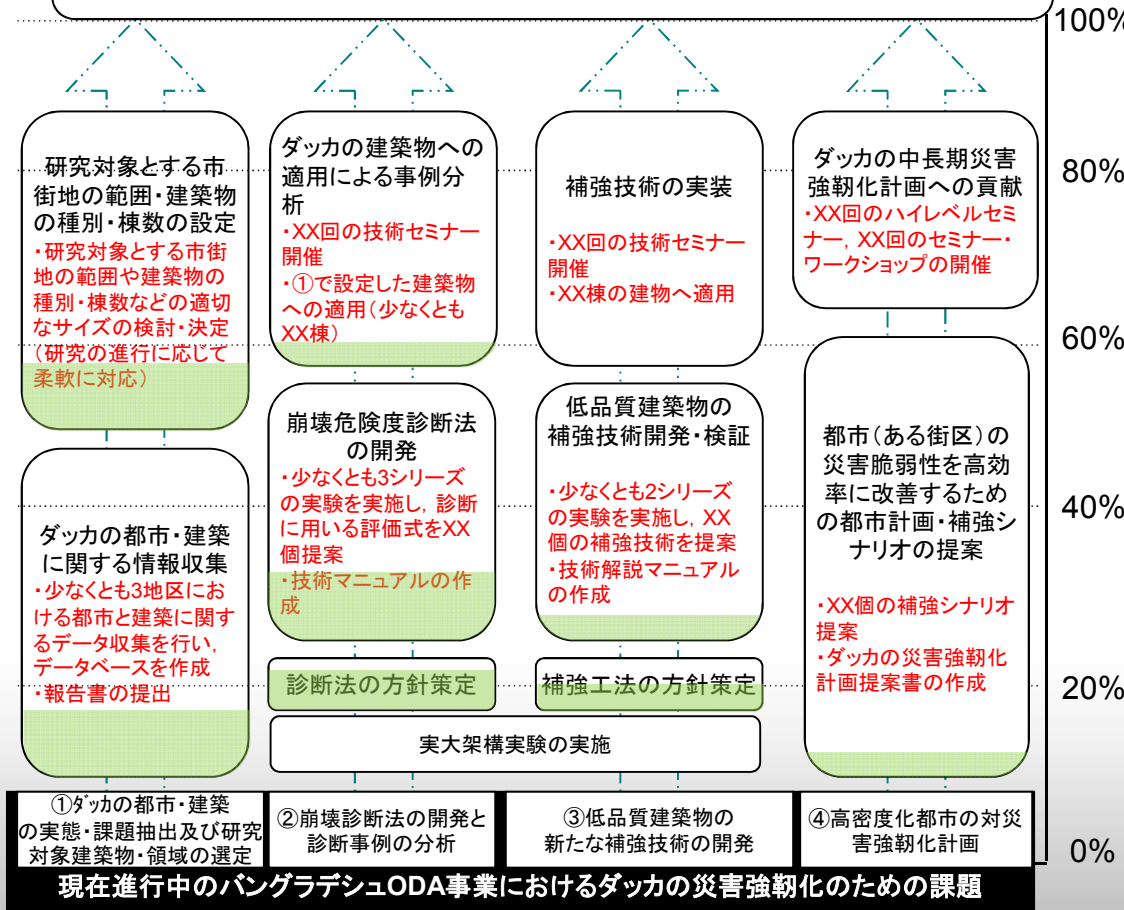 100%
80%
60%
40%
20%
0%
研究対象とする市
街地の範囲・建築物
の種別・棟数の設定
・研究対象とする市街
地の範囲や建築物の
種別・棟数などの適切
なサイズの検討・決定
（研究の進行に応じて
柔軟に対応）
ダッカの都市・建築
に関する情報収集
・少なくとも3地区にお
ける都市と建築に関す
るデータ収集を行い，
データベースを作成
・報告書の提出
ダッカの建築物への
適用による事例分
析
・XX回の技術セミナー
開催
・①で設定した建築物
への適用（少なくとも
XX棟）
崩壊危険度診断法
の開発
・少なくとも3シリーズ
の実験を実施し，診断
に用いる評価式をXX
個提案
・技術マニュアルの作
成
診断法の方針策定
補強技術の実装
・XX回の技術セミナー
開催
・XX棟の建物へ適用
低品質建築物の
補強技術開発・検証
・少なくとも2シリーズ
の実験を実施し，XX
個の補強技術を提案
・技術解説マニュアル
の作成
補強工法の方針策定
実大架構実験の実施
ダッカの中長期災害
強靭化計画への貢献
・XX回のハイレベルセミ
ナー，XX回のセミナー・
ワークショップの開催
都市（ある街区）の
災害脆弱性を高効
率に改善するため
の都市計画・補強シ
ナリオの提案
・XX個の補強シナリオ
提案
・ダッカの災害強靭化
計画提案書の作成
①ﾀﾞｯｶの都市・建築
の実態・課題抽出及び研究
対象建築物・領域の選定
②崩壊診断法の開発と
診断事例の分析
③低品質建築物の
新たな補強技術の開発
④高密度化都市の対災
害強靭化計画
現在進行中のバングラデシュODA事業におけるダッカの災害強靭化のための課題